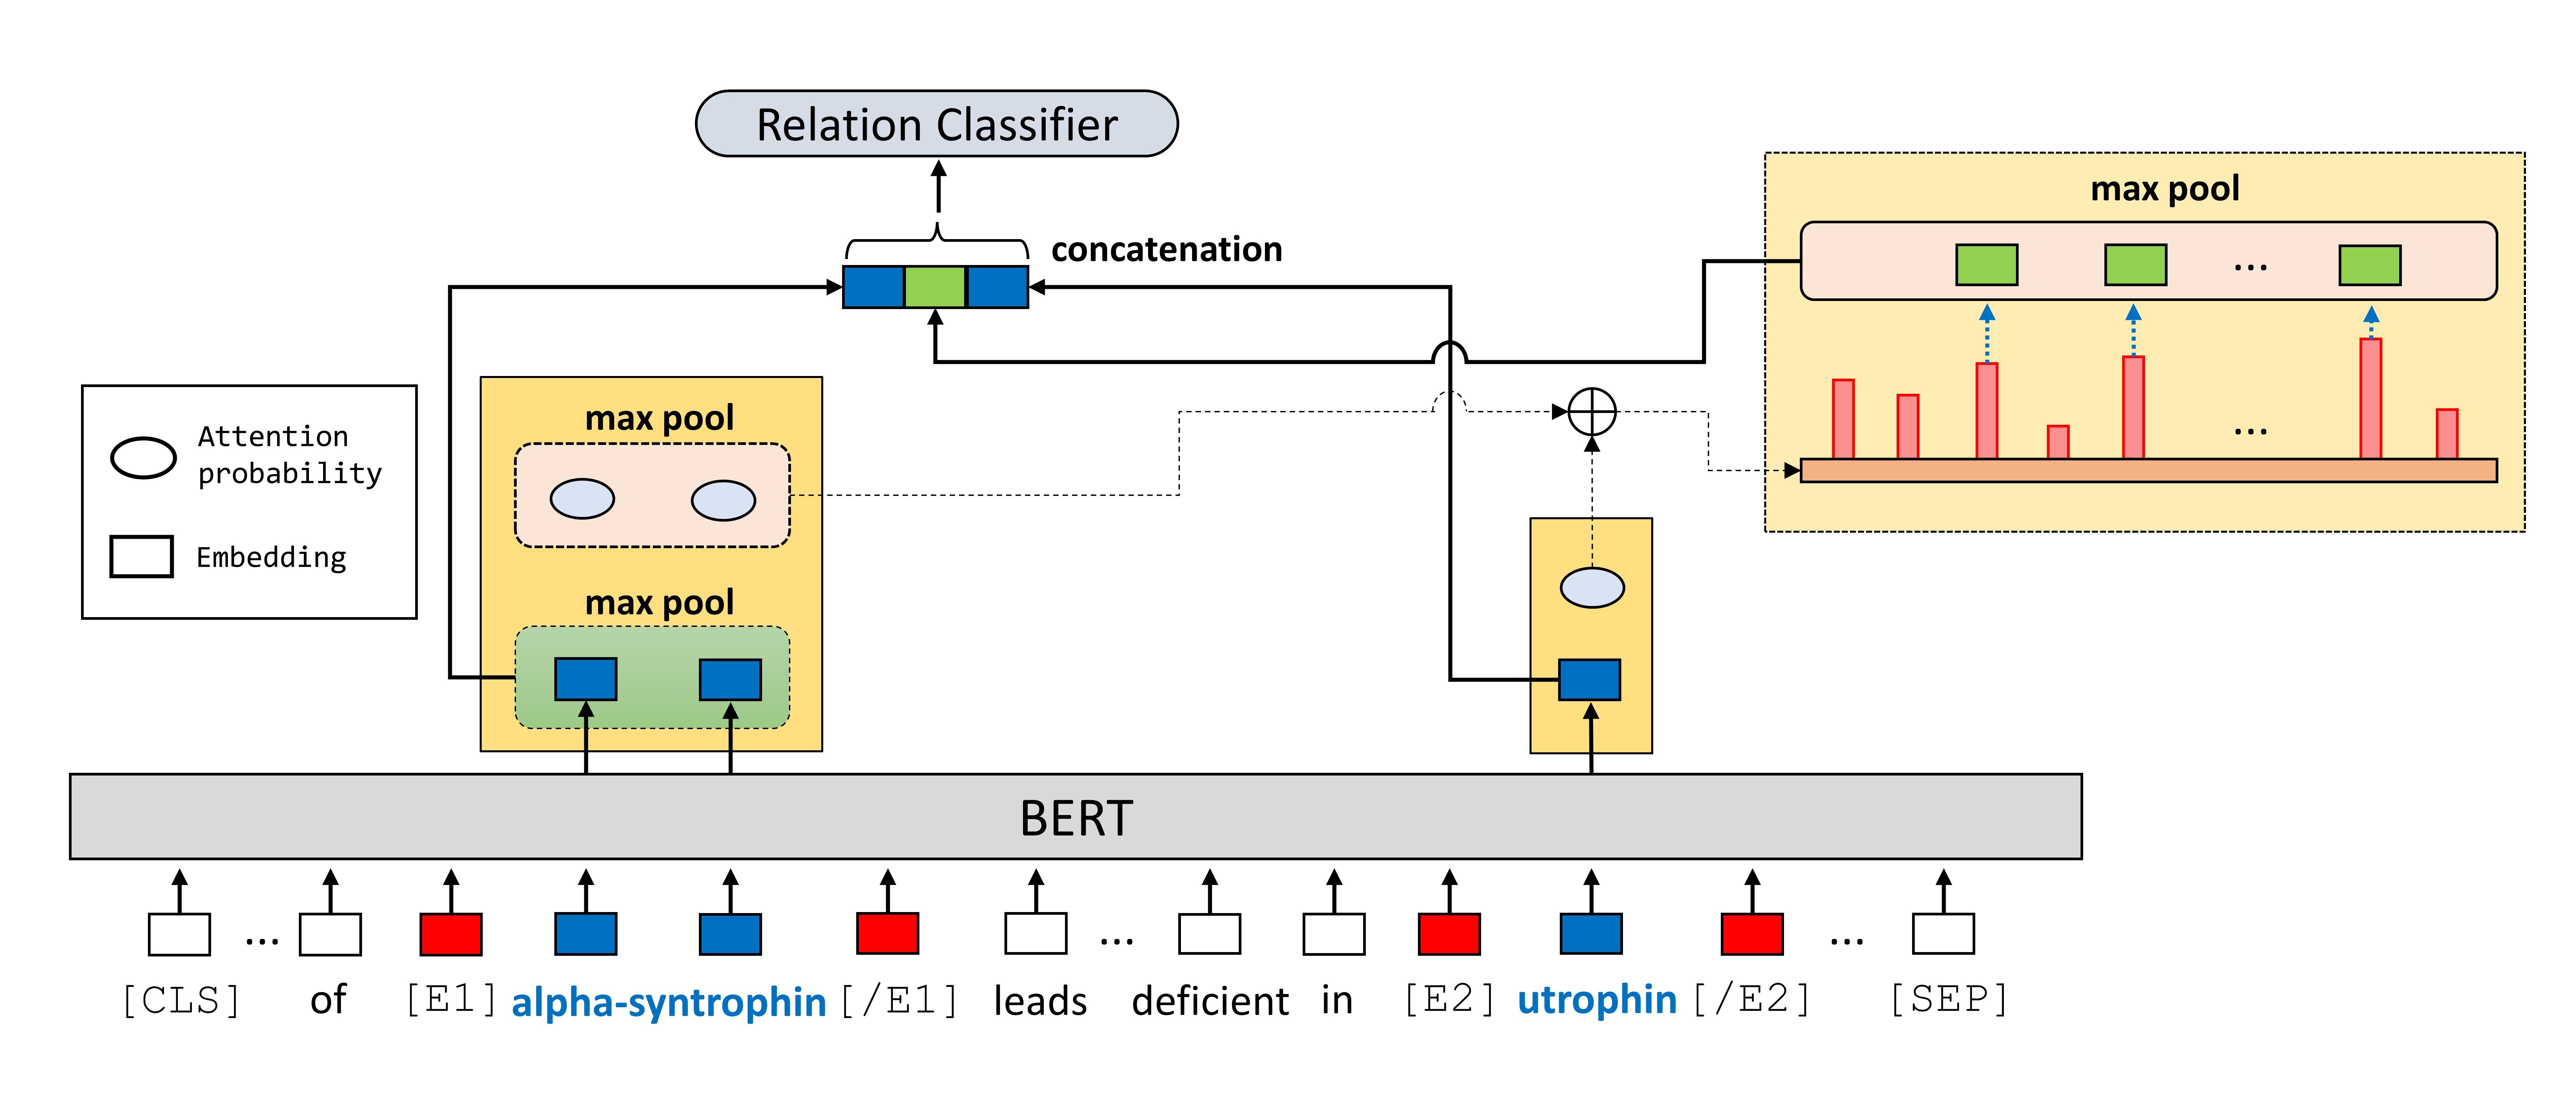 Relation Classifier
concatenation
max pool
...
...
max pool
max pool
Attention
probability
Embedding
BERT
... ... ...
[CLS] of [E1] alpha-syntrophin [/E1] leads deficient in [E2] utrophin [/E2] [SEP]